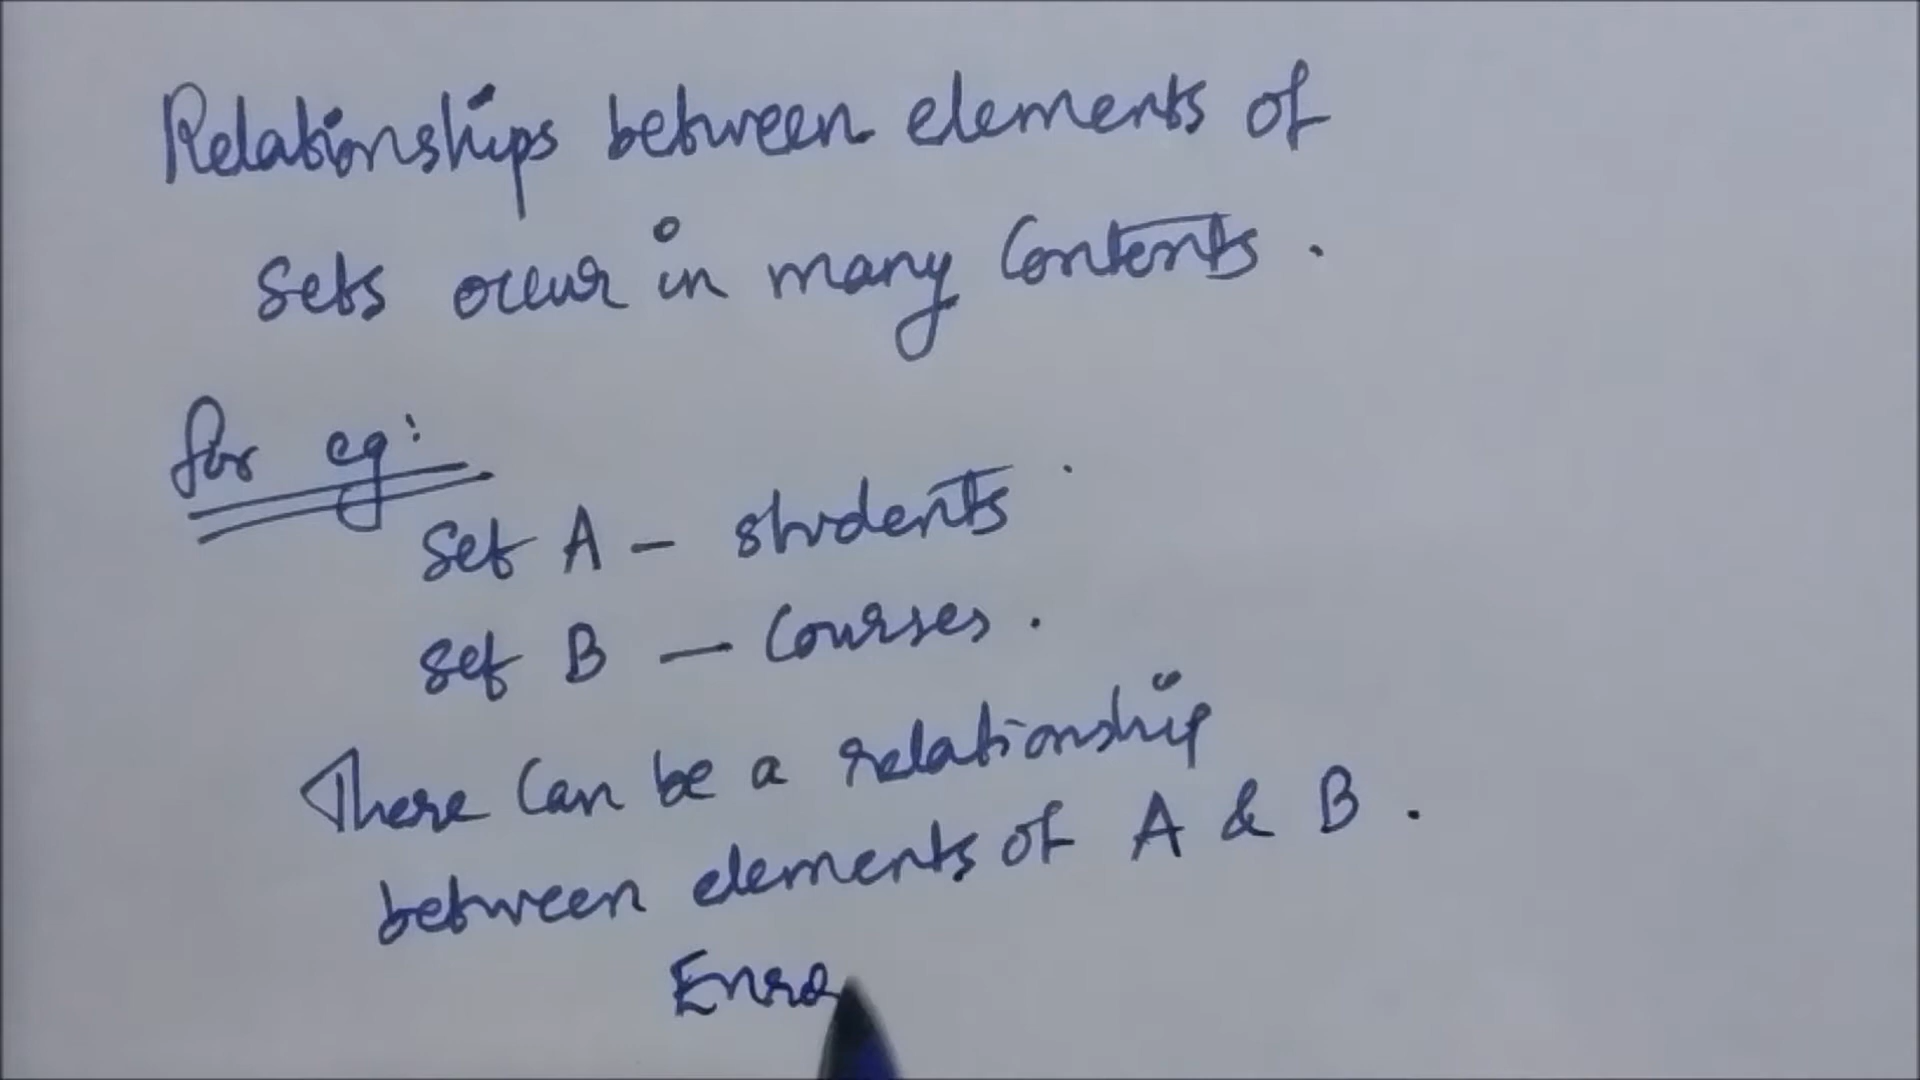 Relationships between elements of
sets occur in many Contents.
for eg:
Set A - students.
Set B - Courses.
There Can be a relationship
between elements of A & B.
Enro